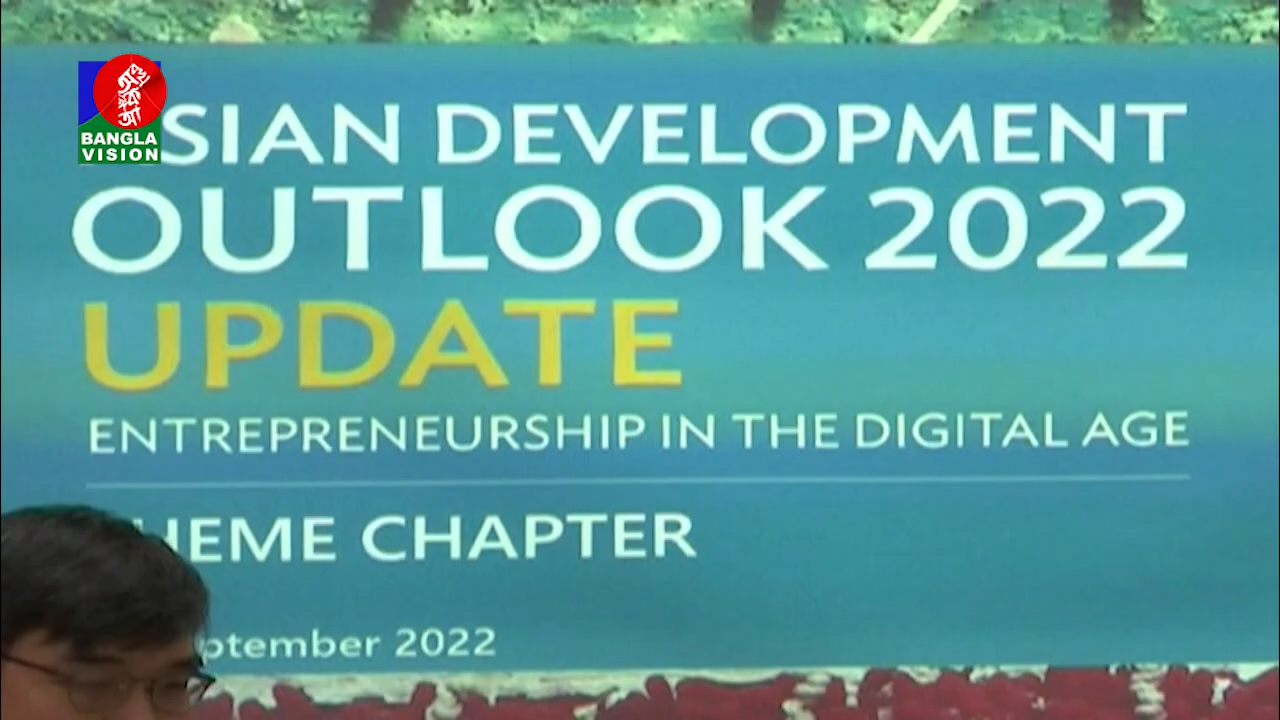 BANGLA
VISION
SIAN DEVELOPMENT
OUTLOOK 2022
UPDATE
ENTREPRENEURSHIP IN THE DIGITAL AGE
HEME CHAPTER
ptember 2022